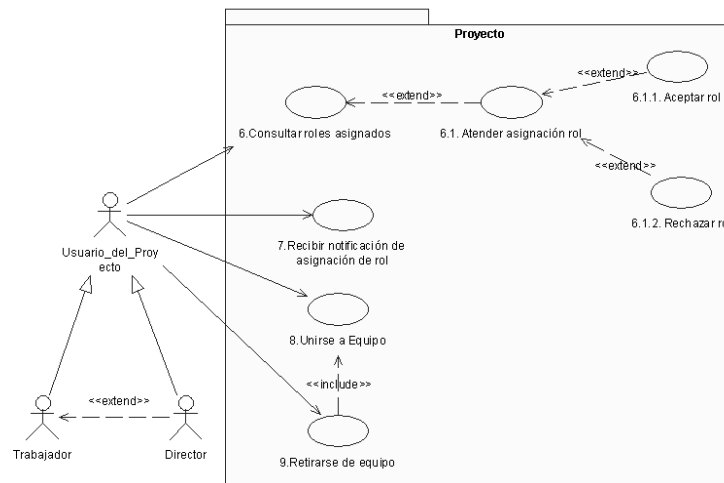 Proyecto
<<extend>>
<<extend>>
6.1.1. Aceptar rol
6.Consultar roles asignados
6.1. Atender asignación rol
<<extend>>
6.1.2. Rechazar ro
7.Recibir notificación de
asignación de rol
Usuario_del_Proy
ecto
8.Unirse a Equipo
<<include>>
<<extend>>
Trabajador
Director
9.Retirarse de equipo